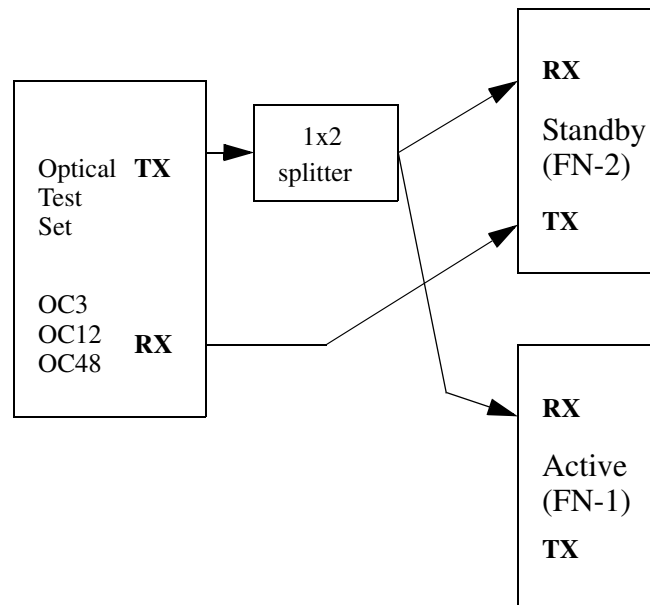 Optical TX
Test
Set
OC3
OC12
OC48
RX
1x2
splitter
RX
Standby
(FN-2)
TX
RX
Active
(FN-1)
TX